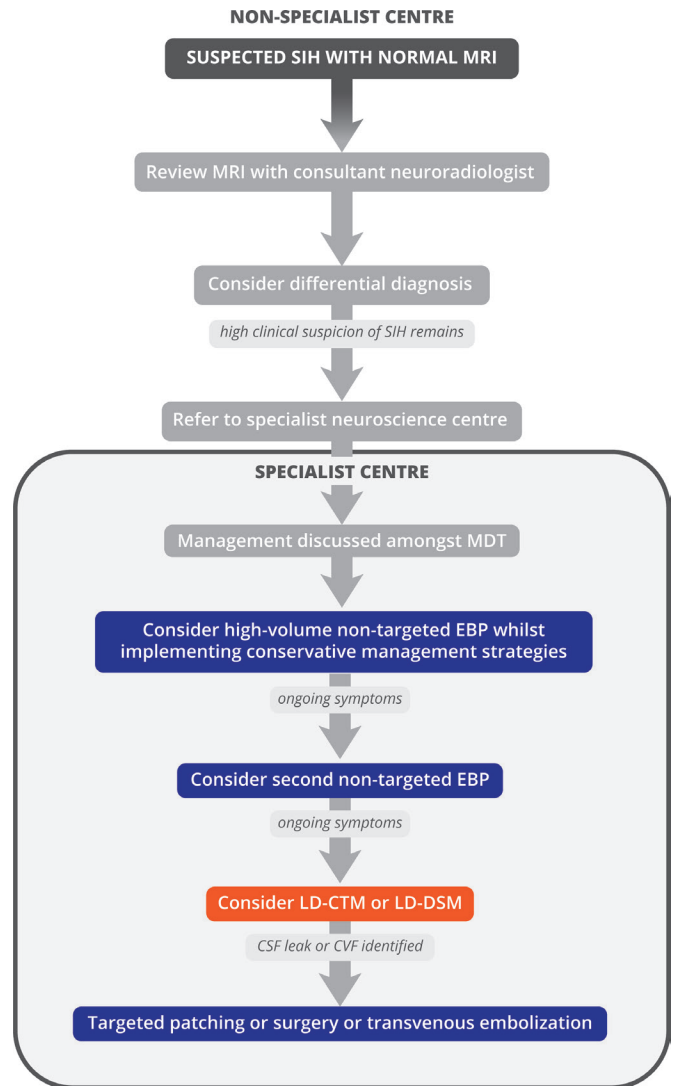 NON-SPECIALIST CENTRE
SUSPECTED SIH WITH NORMAL MRI
Review MRI with consultant neuroradiologist
Consider differential diagnosis
high clinical suspicion of SIH remains
Refer to specialist neuroscience centre
SPECIALIST CENTRE
Management discussed amongst MDT
Consider high-volume non-targeted EBP whilst
implementing conservative management strategies
ongoing symptoms
Consider second non-targeted EBP
ongoing symptoms
Consider LD-CTM or LD-DSM
CSF leak or CVF identified
Targeted patching or surgery or transvenous embolization